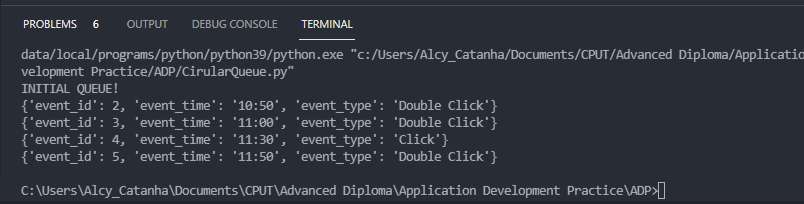 PROBLEMS 6 OUTPUT DEBUG CONSOLE TERMINAL
data/local/programs/python/python39/python.exe "c:/Users/Alcy_Catanha/Documents/CPUT/Advanced Diploma/Application
velopment Practice/ADP/CirularQueue.py"
INITIAL QUEUE!
{'event_id': 2, 'event_time': '10:50', 'event_type': 'Double Click'}
{'event_id': 3, 'event_time': '11:00', 'event_type': 'Double Click'}
{'event_id': 4, 'event_time': '11:30', 'event_type': 'Click'}
{'event_id': 5, 'event_time': '11:50', 'event_type': 'Double Click'}
C:\Users\Alcy_Catanha\Documents\CPUT\Advanced Diploma\Application Development Practice\ADP>